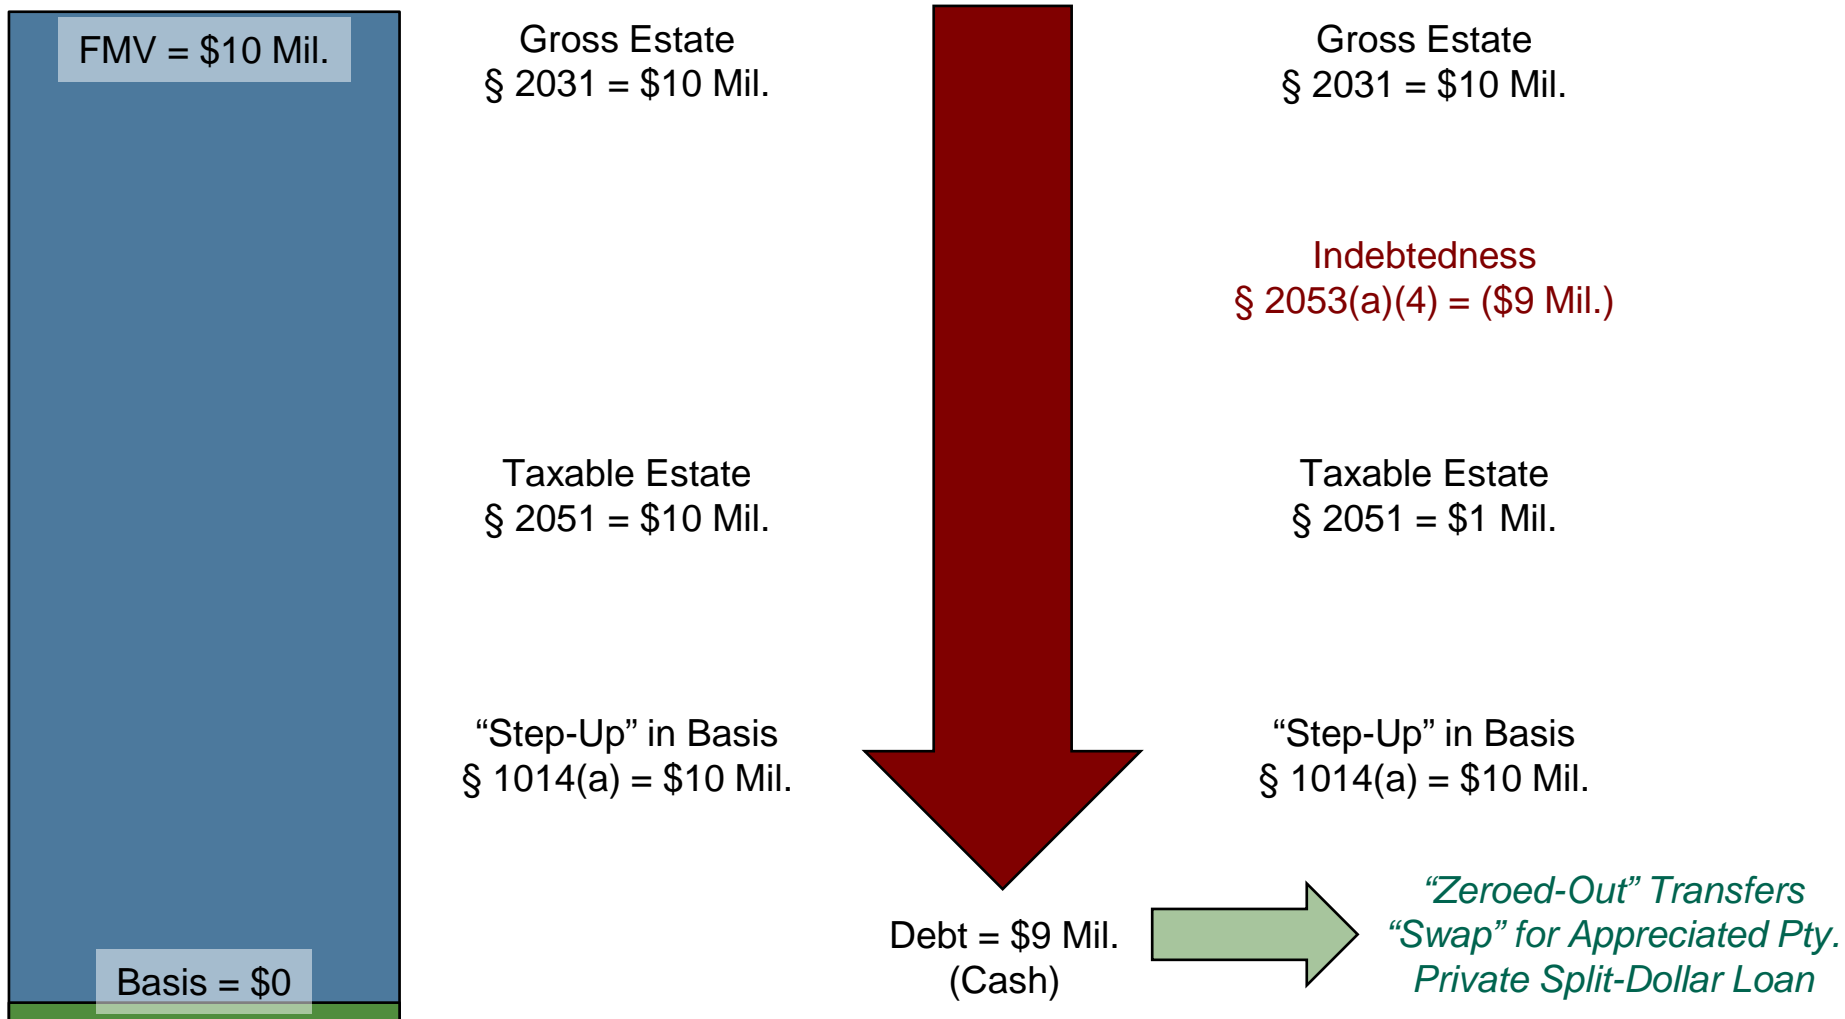 FMV = $10 Mil.
Basis = $0
Gross Estate
§ 2031 = $10 Mil.
Taxable Estate
§ 2051 = $10 Mil.
“Step-Up” in Basis
§ 1014(a) = $10 Mil.
Debt = $9 Mil.
(Cash)
Gross Estate
§ 2031 = $10 Mil.
Indebtedness
§ 2053(a)(4) = ($9 Mil.)
Taxable Estate
§ 2051 = $1 Mil.
“Step-Up” in Basis
§ 1014(a) = $10 Mil.
“Zeroed-Out” Transfers
“Swap” for Appreciated Pty.
Private Split-Dollar Loan